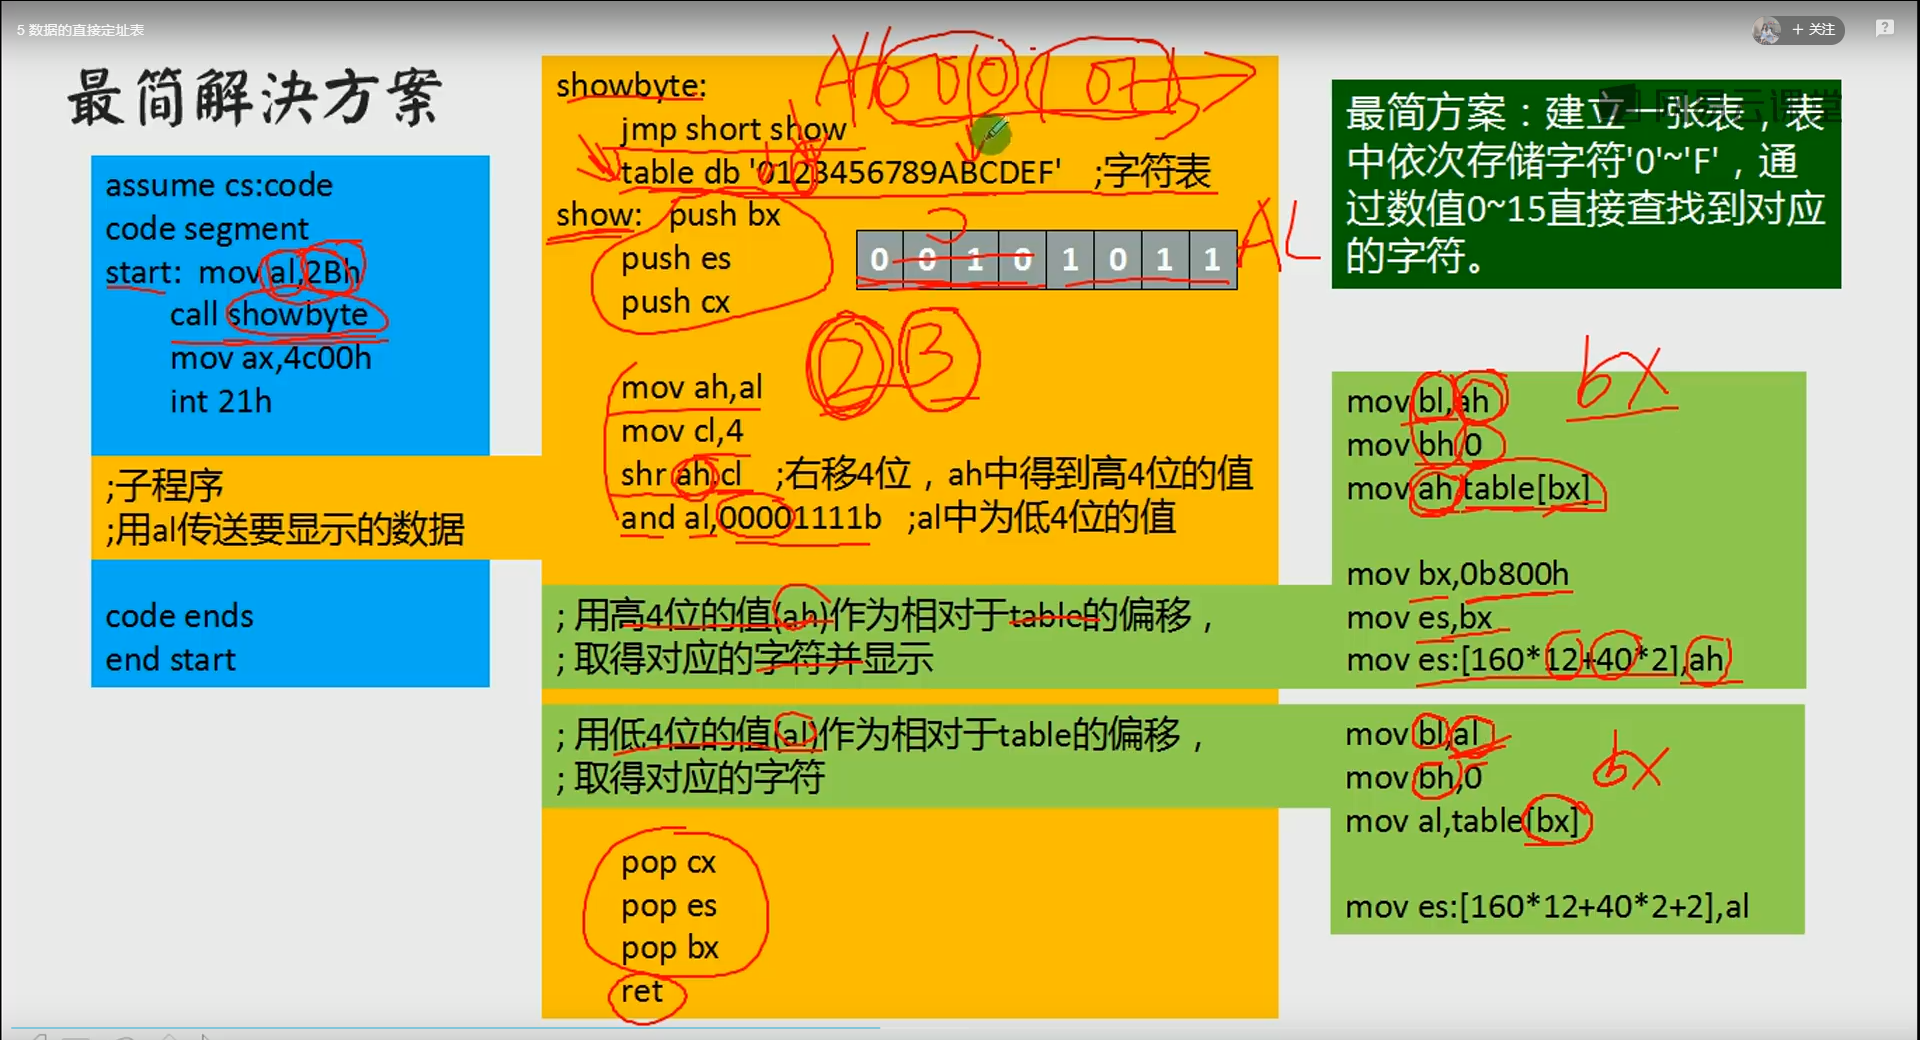 5 数据的直接定址表
+ 关注
最简解决方案
assume cs:code
code segment
start: mov al,2Bh
call showbyte
mov ax,4c00h
int 21h
;子程序
;用al传送要显示的数据
code ends
end start
showbyte:
jmp short show
table db '0123456789ABCDEF' ;字符表
show: push bx
push es
push cx
0 0 1 0 1 0 1 1
AL
2 3
mov ah,al
mov cl,4
shr ah,cl ;右移4位，ah中得到高4位的值
and al,00001111b ;al中为低4位的值
; 用高4位的值(ah)作为相对于table的偏移，
; 取得对应的字符并显示
; 用低4位的值(al)作为相对于table的偏移，
; 取得对应的字符
pop cx
pop es
pop bx
ret
网易云课堂
最简方案：建立一张表，表
中依次存储字符'0'~'F'，通
过数值0~15直接查找到对应
的字符。
bx
mov bl,ah
mov bh,0
mov ah,table[bx]
mov bx,0b800h
mov es,bx
mov es:[160*12+40*2],ah
mov bl,al
mov bh,0
bx
mov al,table[bx]
mov es:[160*12+40*2+2],al